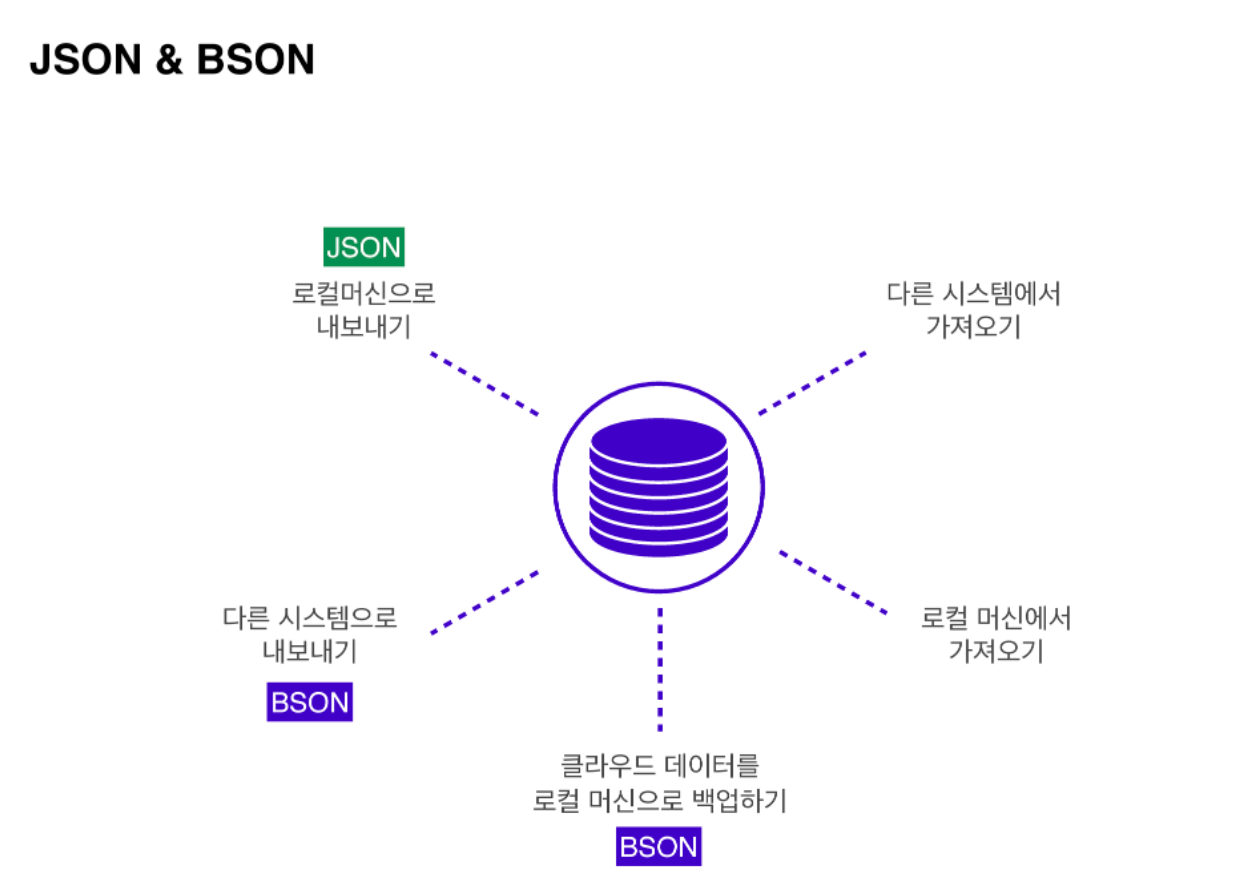 JSON & BSON
JSON
로컬머신으로
내보내기
다른 시스템에서
가져오기
다른 시스템으로
내보내기
BSON
로컬 머신에서
가져오기
클라우드 데이터를
로컬 머신으로 백업하기
BSON